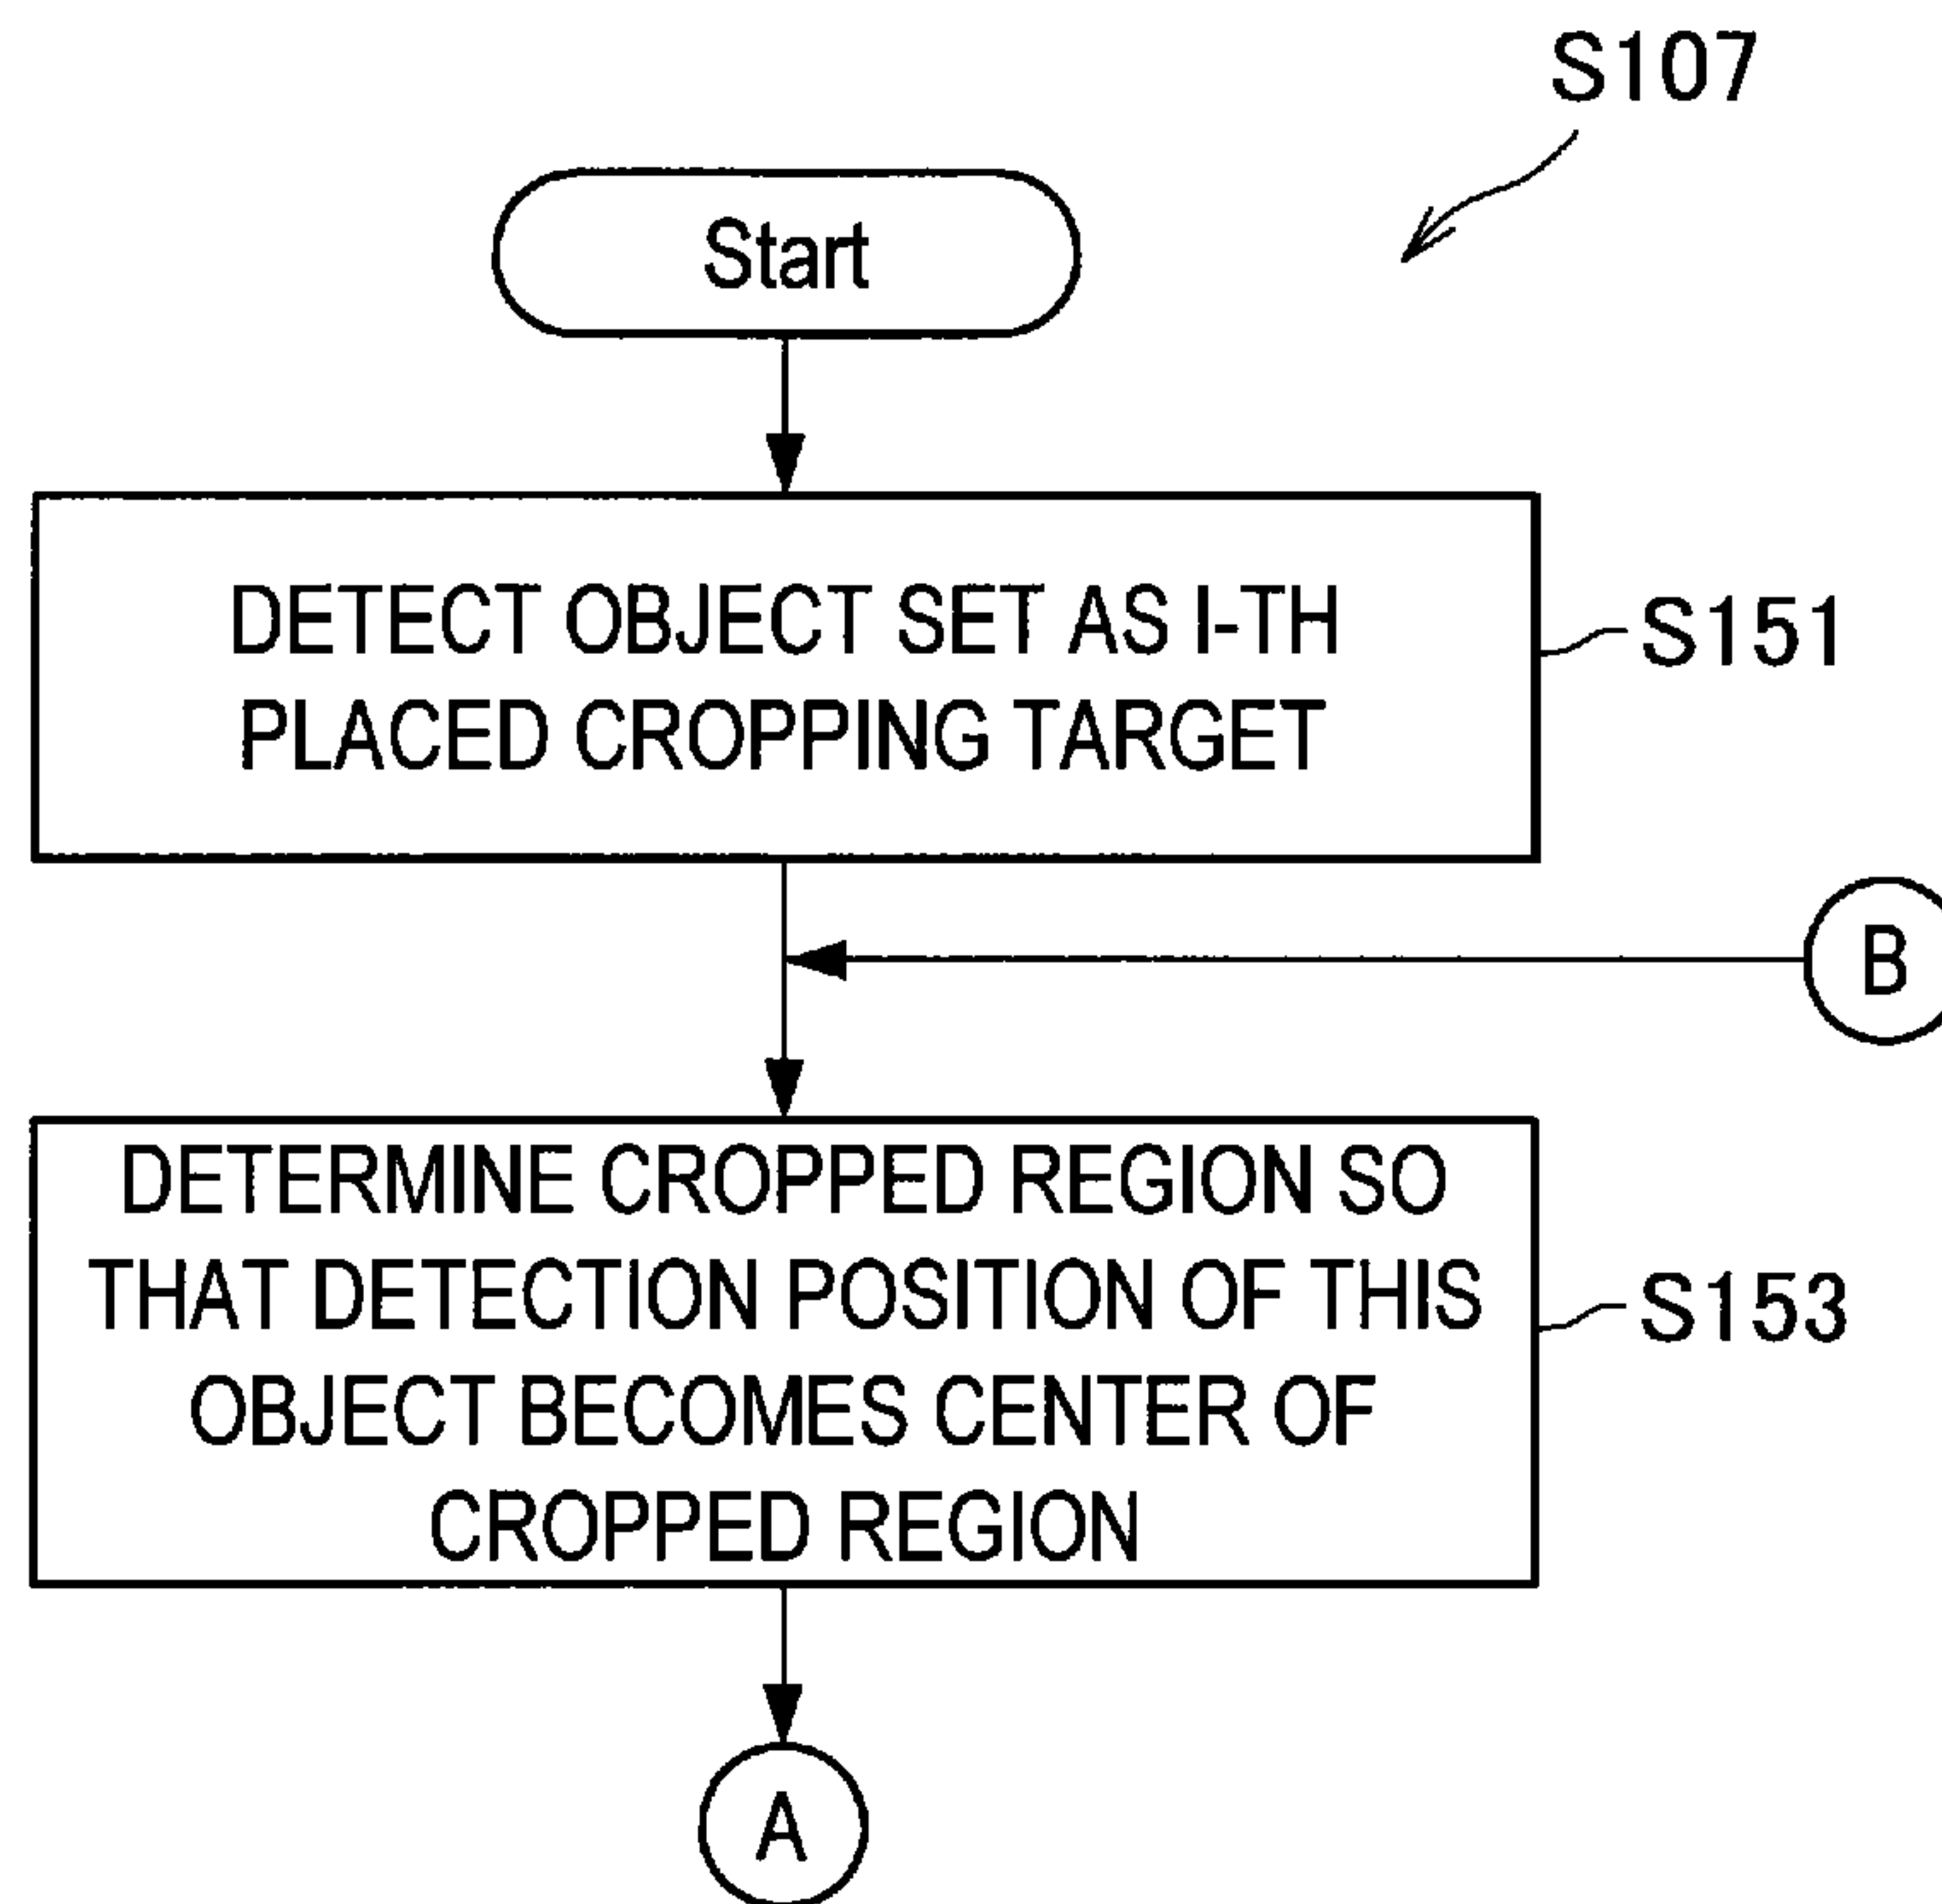 S107
Start
DETECT OBJECT SET AS I-TH
PLACED CROPPING TARGET
S151
B
DETERMINE CROPPED REGION SO
THAT DETECTION POSITION OF THIS
OBJECT BECOMES CENTER OF
CROPPED REGION
S153
A